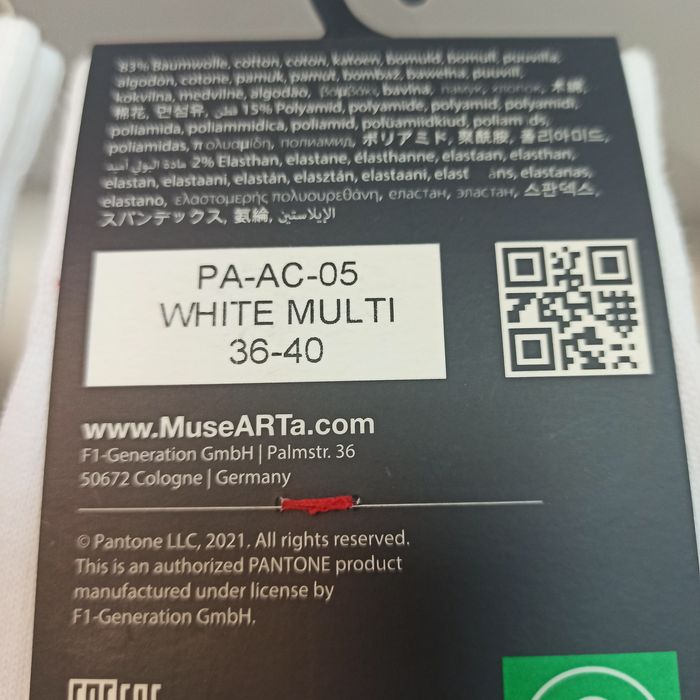 83% Baumwolle, cotton, coton, katoen, bomuld, bomull, puuvilla,
algodón, cotone, pamuk, pamut, bombaz, bawełna, puuvill,
kokvilna, medvilnė, algodão, βαμβάκι, bavlna, памук, хлопок, 木綿,
棉花, 면섬유, قطن 15% Polyamid, polyamide, polyamid, polyamidi,
poliamida, poliammidica, poliamid, polüamiidkiud, poliam ds,
poliamidas, πολυαμίδη, полиамид, ポリアミド, 聚酰胺, 폴리아미드,
مادة البولي أميد 2% Elasthan, elastane, élasthanne, elastaan, elasthan,
elastan, elastaani, elastán, elasztán, elastaani, elast āns, elastanas,
elastano, ελαστομερής πολυουρεθάνη, еластан, эластан, 스판덱스,
スパンデックス, 氨綸, الإيلاستين
PA-AC-05
WHITE MULTI
36-40
www.MuseARTa.com
F1-Generation GmbH | Palmstr. 36
50672 Cologne | Germany
© Pantone LLC, 2021. All rights reserved.
This is an authorized PANTONE product
manufactured under license by
F1-Generation GmbH.